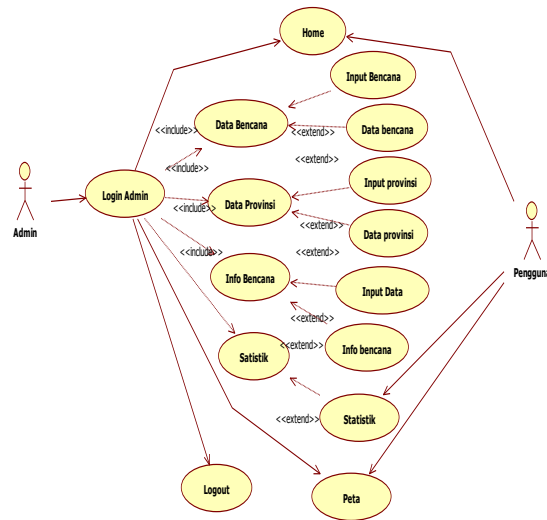 Home
Input Bencana
Data Bencana
<<include>>
<<extend>>
Data bencana
<<include>>
<<extend>>
Login Admin
Input provinsi
Data Provinsi
<<include>>
<<extend>>
Data provinsi
Admin
<<include>>
<<extend>>
Pengguna
Info Bencana
Input Data
<<extend>>
<<extend>>
Info bencana
Satistik
<<extend>>
Statistik
Logout
Peta